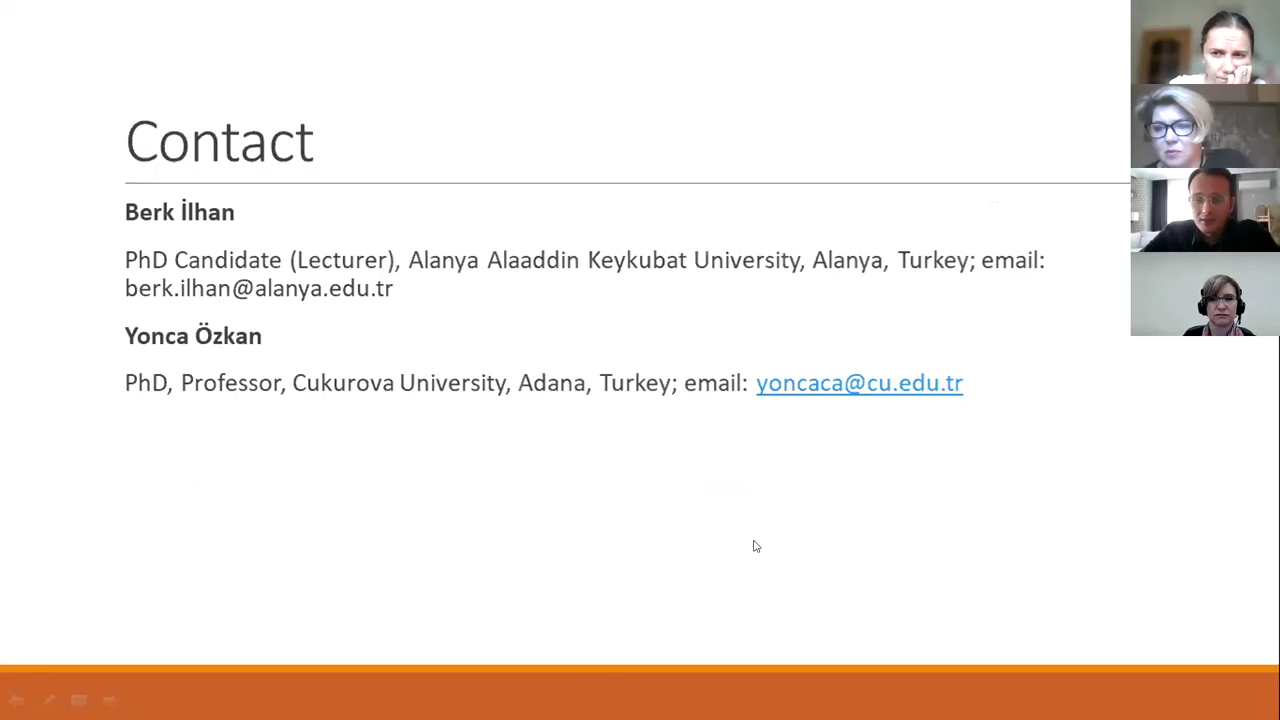 Contact
Berk İlhan
PhD Candidate (Lecturer), Alanya Alaaddin Keykubat University, Alanya, Turkey; email:
berk.ilhan@alanya.edu.tr
Yonca Özkan
PhD, Professor, Cukurova University, Adana, Turkey; email: yoncaca@cu.edu.tr